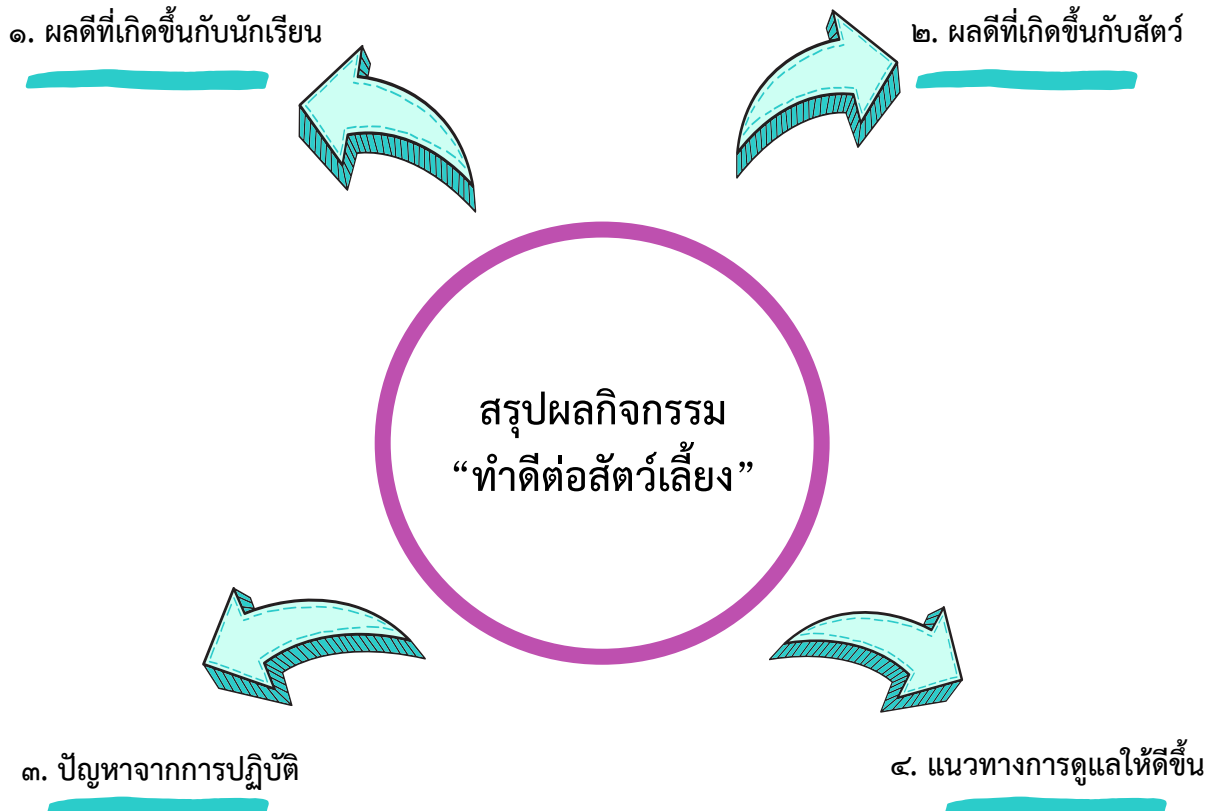 ๑. ผลดีที่เกิดขึ้นกับนักเรียน
๒. ผลดีที่เกิดขึ้นกับสัตว์
สรุปผลกิจกรรม
“ทำดีต่อสัตว์เลี้ยง”
๓. ปัญหาจากการปฏิบัติ
๔. แนวทางการดูแลให้ดีขึ้น